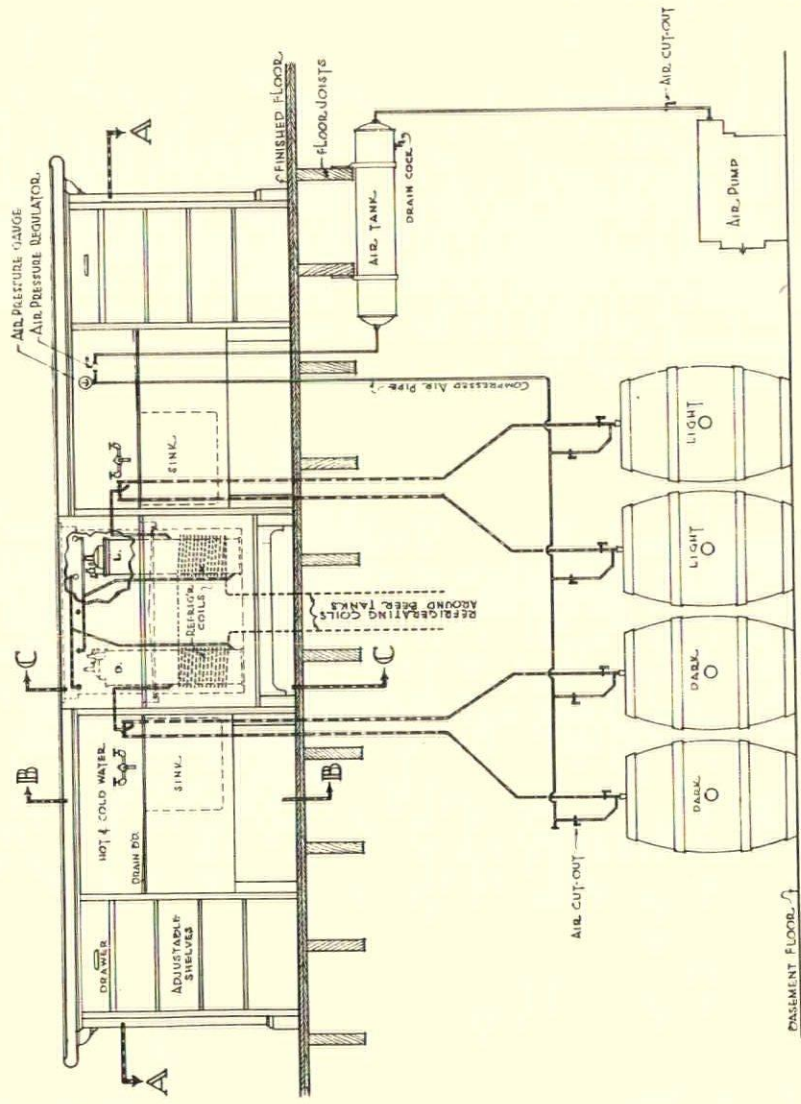 AIR PRESSURE GAUGE
AIR PRESSURE REGULATOR
A
A
B
B
C
C
DRAWER
ADJUSTABLE
SHELVES
HOT & COLD WATER
DRAIN B'D.
SINK
D.
REFRIG'R
COILS
L.
SINK
FINISHED FLOOR
FLOOR JOISTS
AIR TANK
DRAIN COCK
AIR CUT-OUT
AIR PUMP
COMPRESSED AIR PIPE
REFRIGERATING COILS
AROUND BEER TANKS
AIR CUT-OUT
DARK
DARK
LIGHT
LIGHT
BASEMENT FLOOR